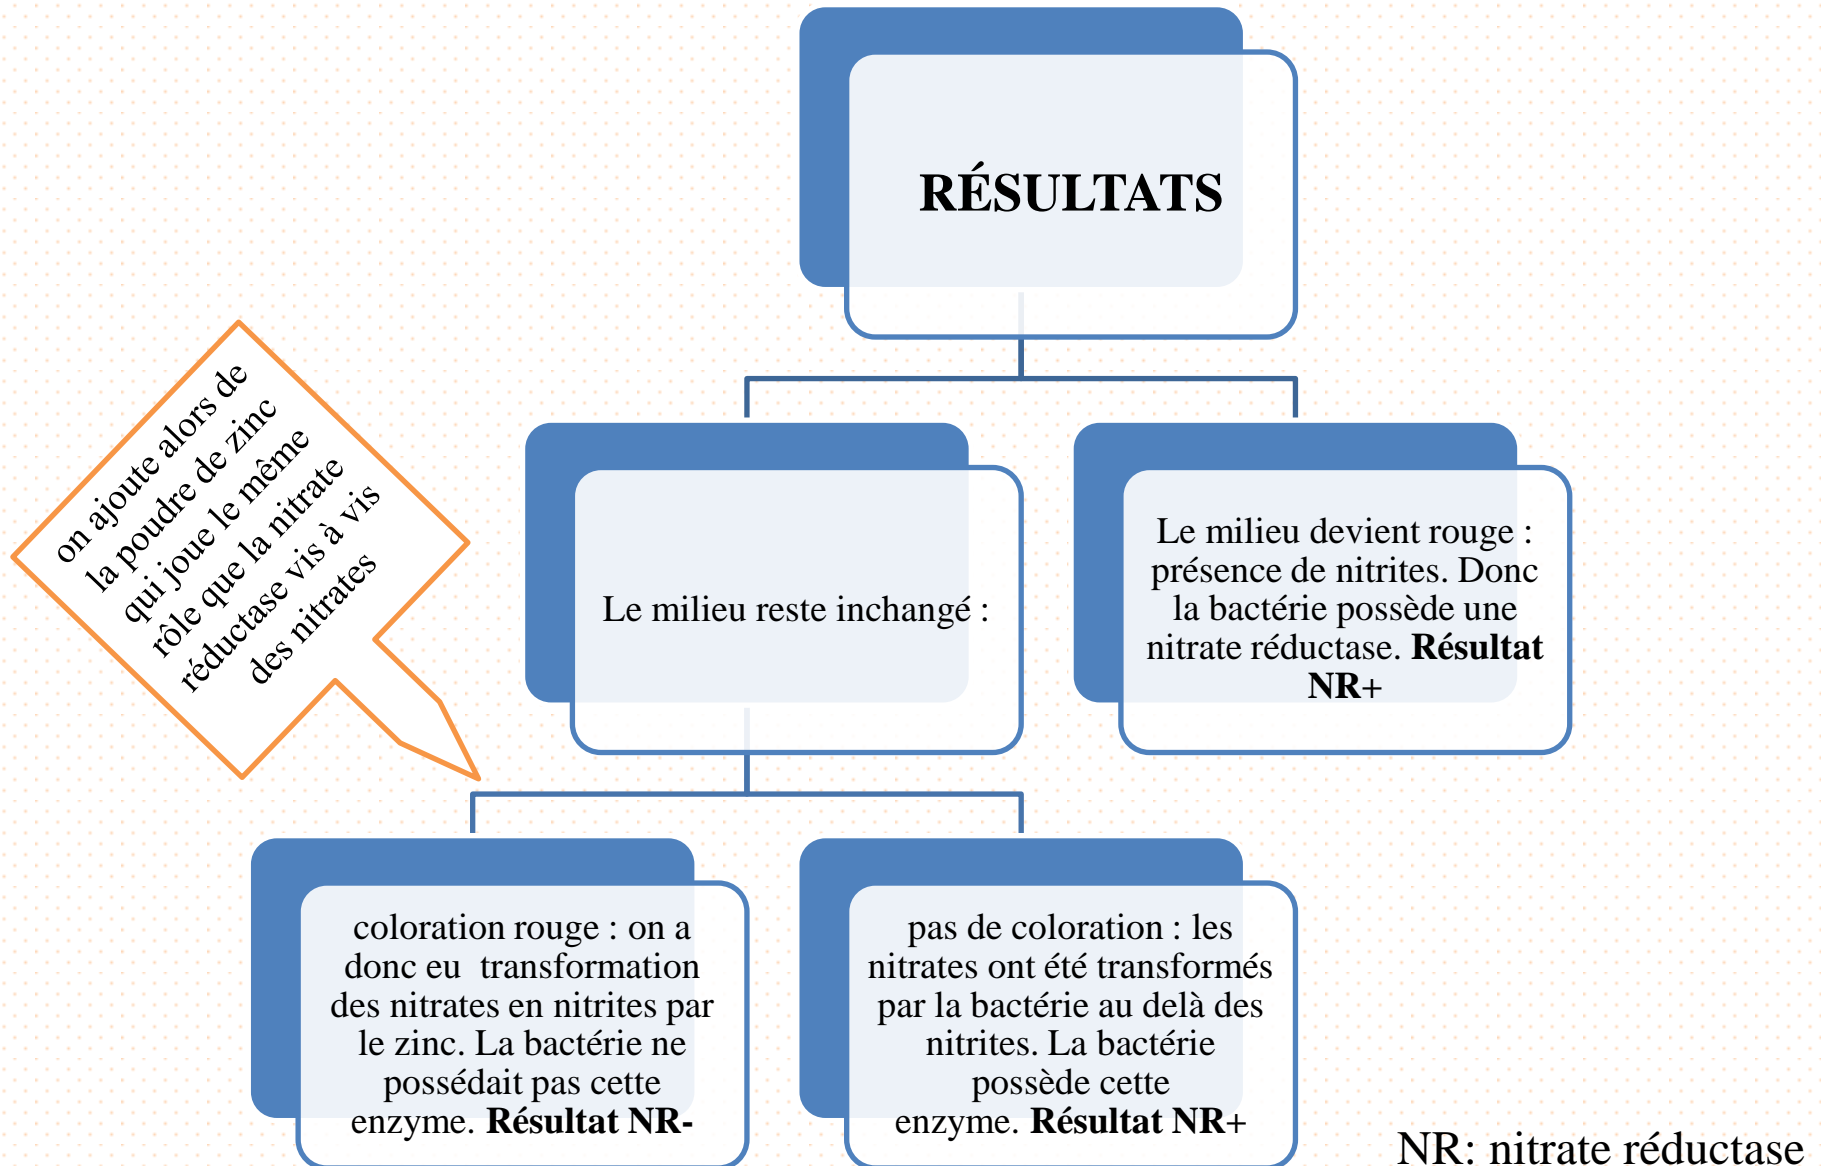 RÉSULTATS
on ajoute alors de
la poudre de zinc
qui joue le même
rôle que la nitrate
réductase vis à vis
des nitrates
Le milieu reste inchangé :
Le milieu devient rouge :
présence de nitrites. Donc
la bactérie possède une
nitrate réductase. Résultat
NR+
coloration rouge : on a
donc eu transformation
des nitrates en nitrites par
le zinc. La bactérie ne
possédait pas cette
enzyme. Résultat NR-
pas de coloration : les
nitrates ont été transformés
par la bactérie au delà des
nitrites. La bactérie
possède cette
enzyme. Résultat NR+
NR: nitrate réductase